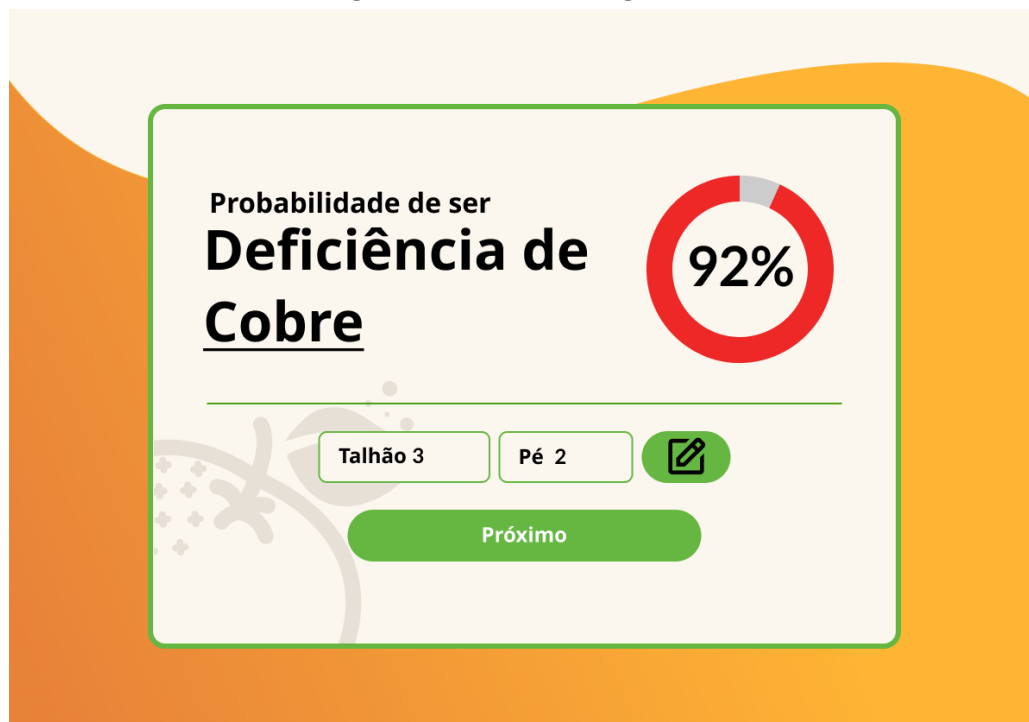 Probabilidade de ser
Deficiência de
Cobre
92%
Talhão 3
Pé 2
Próximo